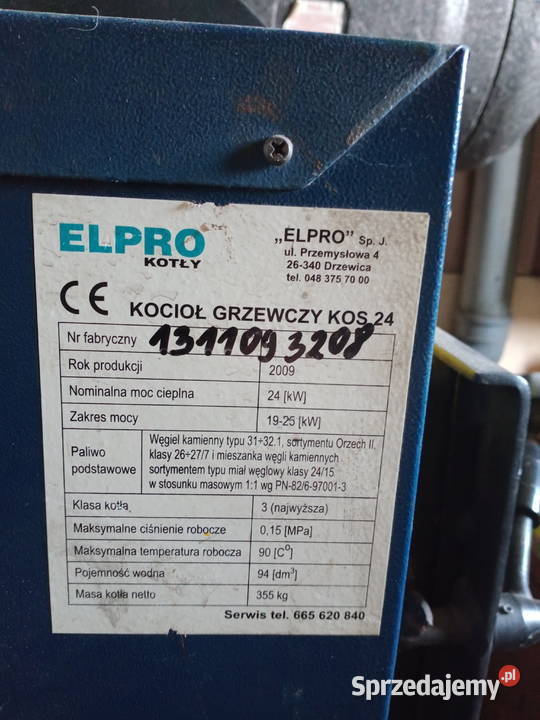 ELPRO
KOTŁY
„ELPRO” Sp. J.
ul. Przemysłowa 4
26-340 Drzewica
tel. 048 375 70 00
CE KOCIOŁ GRZEWCZY KOS 24
Nr fabryczny 1311093208
Rok produkcji 2009
Nominalna moc cieplna 24 [kW]
Zakres mocy 19-25 [kW]
Paliwo podstawowe
Węgiel kamienny typu 31÷32.1, sortymentu Orzech II,
klasy 26÷27/7 i mieszanka węgli kamiennych
sortymentem typu miał węglowy klasy 24/15
w stosunku masowym 1:1 wg PN-82/6-97001-3
Klasa kotła 3 (najwyższa)
Maksymalne ciśnienie robocze 0,15 [MPa]
Maksymalna temperatura robocza 90 [C⁰]
Pojemność wodna 94 [dm³]
Masa kotła netto 355 kg
Serwis tel. 665 620 840
Sprzedajemy.pl